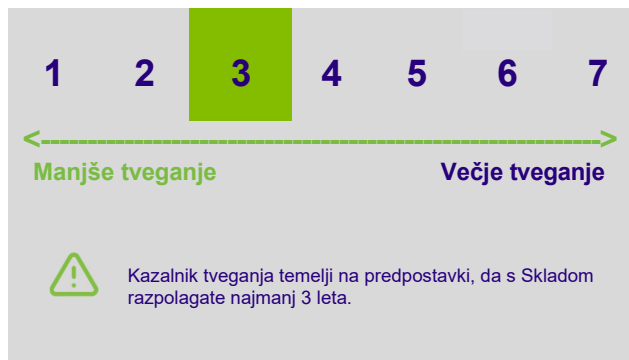 1 2 3 4 5 6 7
<-------------------------------------------------------------->
Manjše tveganje Večje tveganje
Kazalnik tveganja temelji na predpostavki, da s Skladom
razpolagate najmanj 3 leta.